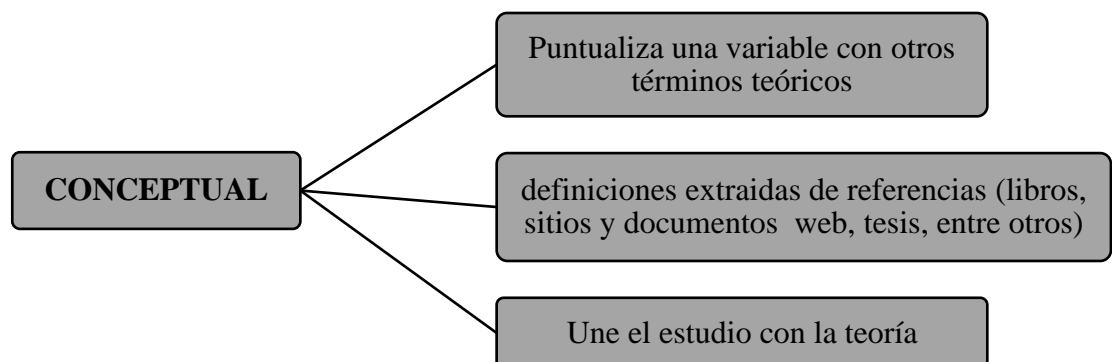 Puntualiza una variable con otros
términos teóricos
CONCEPTUAL
definiciones extraidas de referencias (libros,
sitios y documentos web, tesis, entre otros)
Une el estudio con la teoría